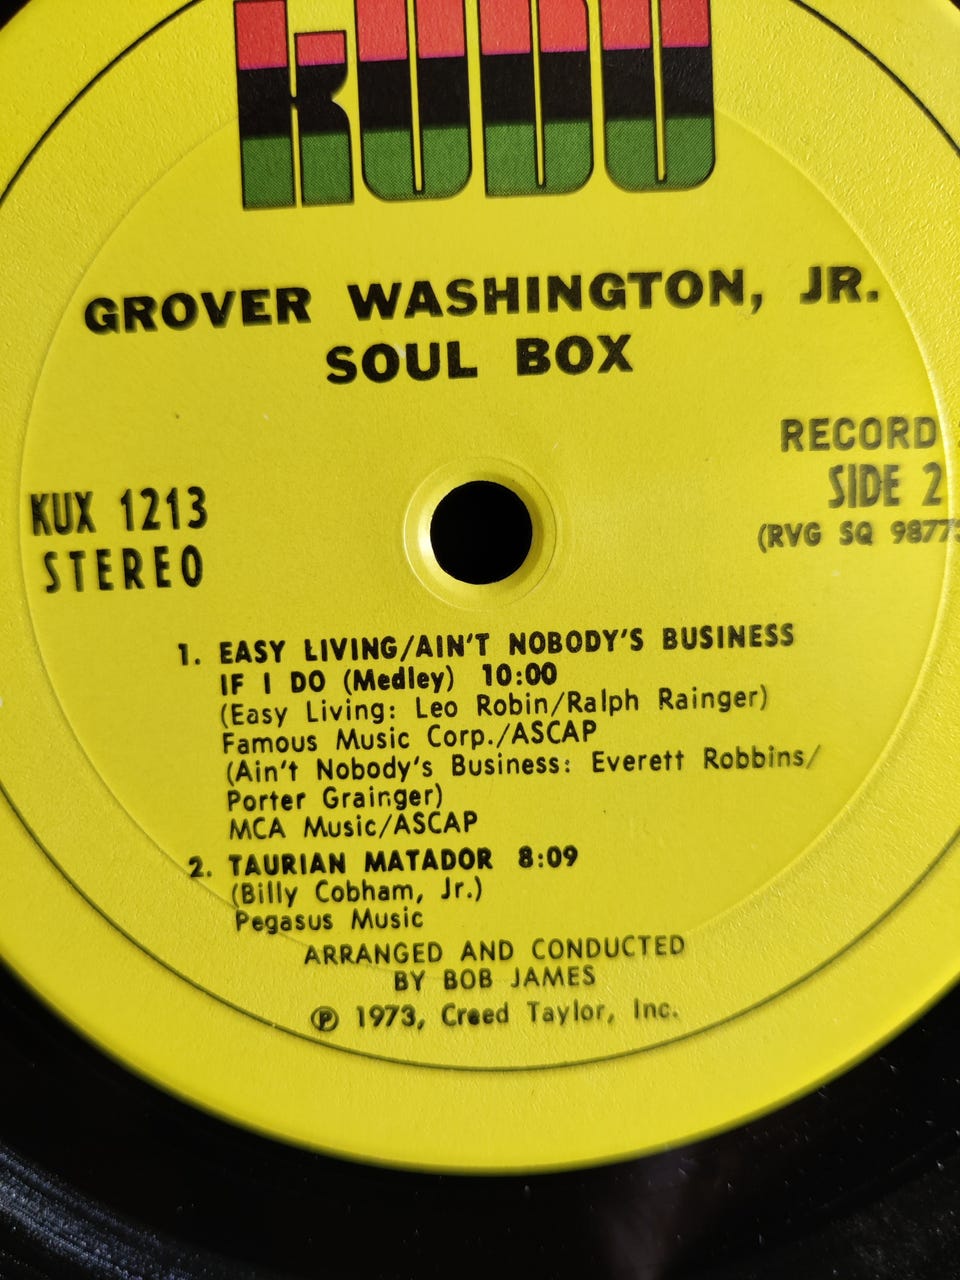 KUDU
GROVER WASHINGTON, JR.
SOUL BOX
RECORD
SIDE 2
(RVG SQ 9877
KUX 1213
STEREO
1. EASY LIVING/AIN'T NOBODY'S BUSINESS
IF I DO (Medley) 10:00
(Easy Living: Leo Robin/Ralph Rainger)
Famous Music Corp./ASCAP
(Ain't Nobody's Business: Everett Robbins/
Porter Grainger)
MCA Music/ASCAP
2. TAURIAN MATADOR 8:09
(Billy Cobham, Jr.)
Pegasus Music
ARRANGED AND CONDUCTED
BY BOB JAMES
℗ 1973, Creed Taylor, Inc.